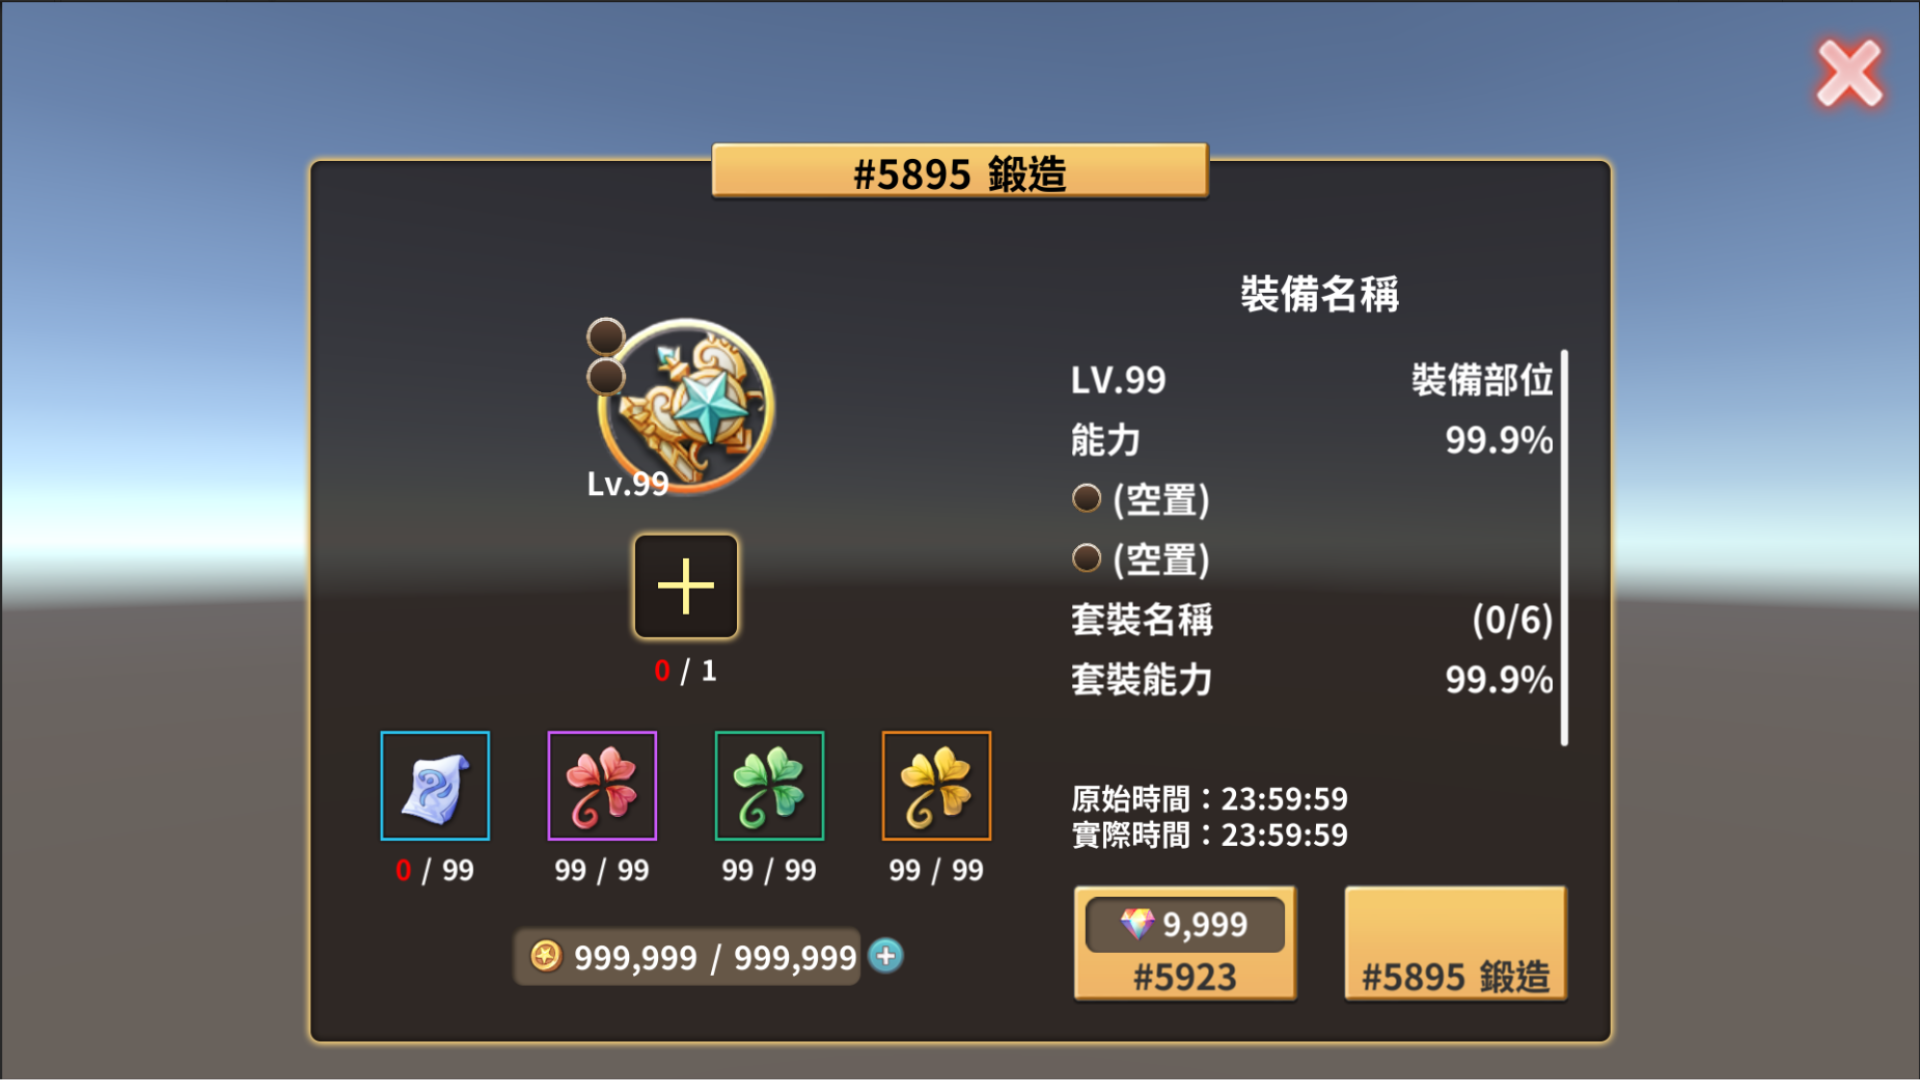 #5895 鍛造
裝備名稱
LV.99 裝備部位
能力 99.9%
(空置)
(空置)
套裝名稱 (0/6)
套裝能力 99.9%
Lv.99
0 / 1
0 / 99
99 / 99
99 / 99
99 / 99
999,999 / 999,999
原始時間：23:59:59
實際時間：23:59:59
9,999
#5923
#5895 鍛造